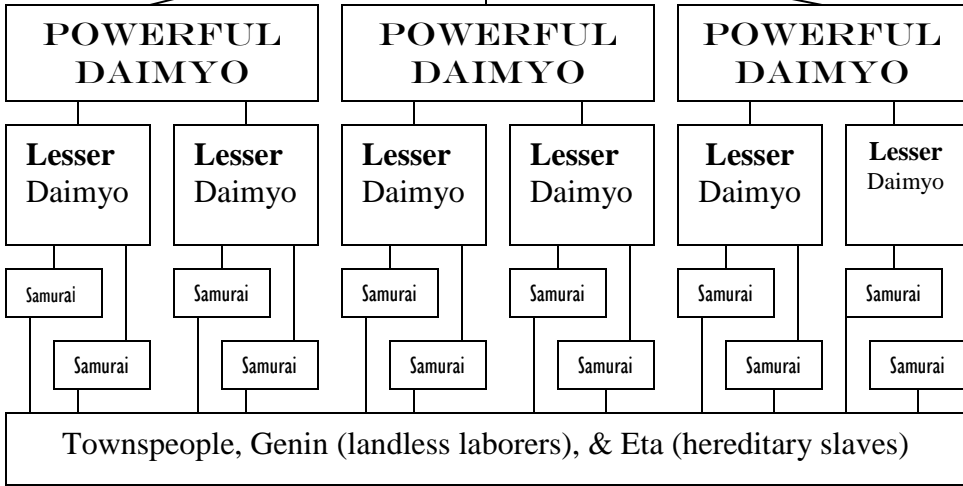 POWERFUL
DAIMYO
POWERFUL
DAIMYO
POWERFUL
DAIMYO
Lesser
Daimyo
Lesser
Daimyo
Lesser
Daimyo
Lesser
Daimyo
Lesser
Daimyo
Lesser
Daimyo
Samurai
Samurai
Samurai
Samurai
Samurai
Samurai
Samurai
Samurai
Samurai
Samurai
Samurai
Samurai
Townspeople, Genin (landless laborers), & Eta (hereditary slaves)